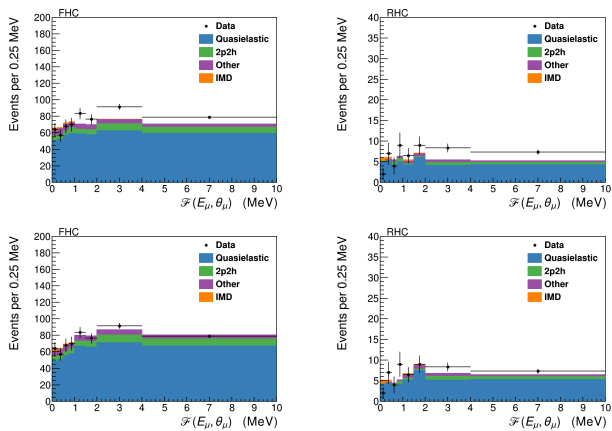 FHC
Events per 0.25 MeV
200
180
160
140
120
100
80
60
40
20
0
Data
Quasielastic
2p2h
Other
IMD
0 1 2 3 4 5 6 7 8 9 10
ℱ(Eμ, θμ) (MeV)
RHC
Events per 0.25 MeV
40
35
30
25
20
15
10
5
0
Data
Quasielastic
2p2h
Other
IMD
0 1 2 3 4 5 6 7 8 9 10
ℱ(Eμ, θμ) (MeV)
FHC
Events per 0.25 MeV
200
180
160
140
120
100
80
60
40
20
0
Data
Quasielastic
2p2h
Other
IMD
0 1 2 3 4 5 6 7 8 9 10
ℱ(Eμ, θμ) (MeV)
RHC
Events per 0.25 MeV
40
35
30
25
20
15
10
5
0
Data
Quasielastic
2p2h
Other
IMD
0 1 2 3 4 5 6 7 8 9 10
ℱ(Eμ, θμ) (MeV)